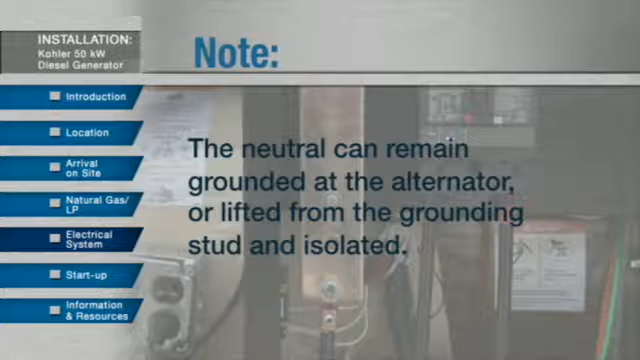 INSTALLATION:
Kohler 50 kW
Diesel Generator
Introduction
Location
Arrival
on Site
Natural Gas/
LP
Electrical
System
Start-up
Information
& Resources
Note:
The neutral can remain
grounded at the alternator,
or lifted from the grounding
stud and isolated.